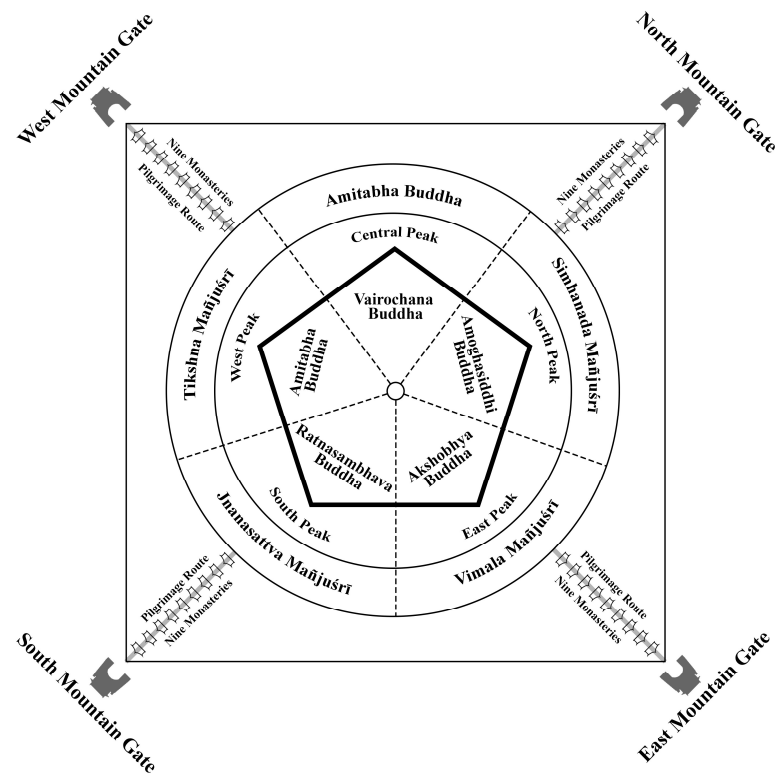 West Mountain Gate
North Mountain Gate
Nine Monasteries
Pilgrimage Route
Nine Monasteries
Pilgrimage Route
Amitabha Buddha
Central Peak
Tikshna Mañjuśrī
Simhanada Mañjuśrī
West Peak
North Peak
Vairochana
Buddha
Amitabha
Buddha
Amoghasiddhi
Buddha
Ratnasambhava
Buddha
Akshobhya
Buddha
South Peak
East Peak
Jnanasattva Mañjuśrī
Vimala Mañjuśrī
Pilgrimage Route
Nine Monasteries
Pilgrimage Route
Nine Monasteries
South Mountain Gate
East Mountain Gate